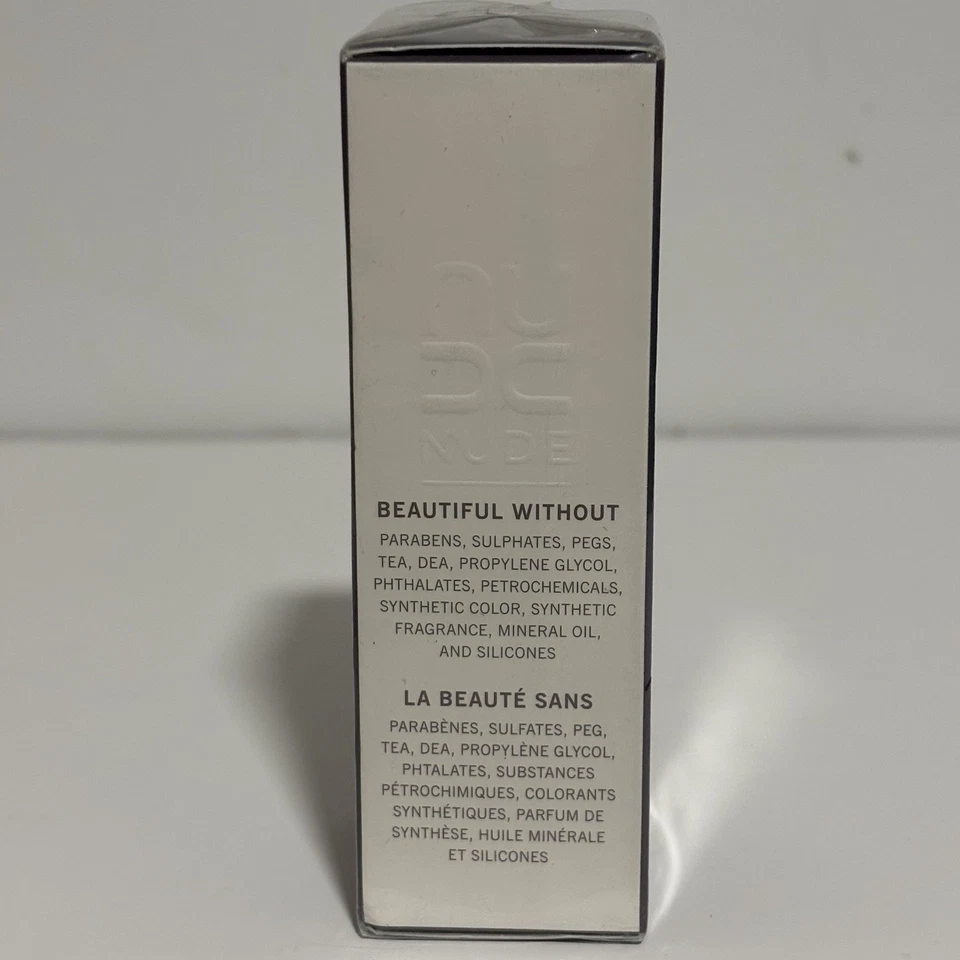 NU
DE
NUDE
BEAUTIFUL WITHOUT
PARABENS, SULPHATES, PEGS,
TEA, DEA, PROPYLENE GLYCOL,
PHTHALATES, PETROCHEMICALS,
SYNTHETIC COLOR, SYNTHETIC
FRAGRANCE, MINERAL OIL,
AND SILICONES
LA BEAUTÉ SANS
PARABÈNES, SULFATES, PEG,
TEA, DEA, PROPYLÈNE GLYCOL,
PHTALATES, SUBSTANCES
PÉTROCHIMIQUES, COLORANTS
SYNTHÉTIQUES, PARFUM DE
SYNTHÈSE, HUILE MINÉRALE
ET SILICONES